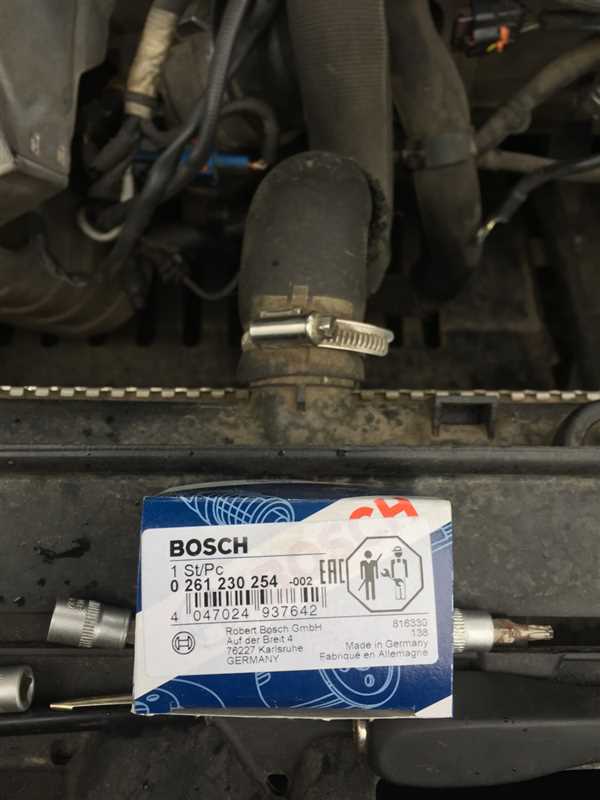 BOSCH
1 St/Pc
0 261 230 254 -002
EAC
4 047024 937642
Robert Bosch GmbH
Auf der Breit 4
76227 Karlsruhe
GERMANY
816330
138
Made in Germany
Fabriqué en Allemagne